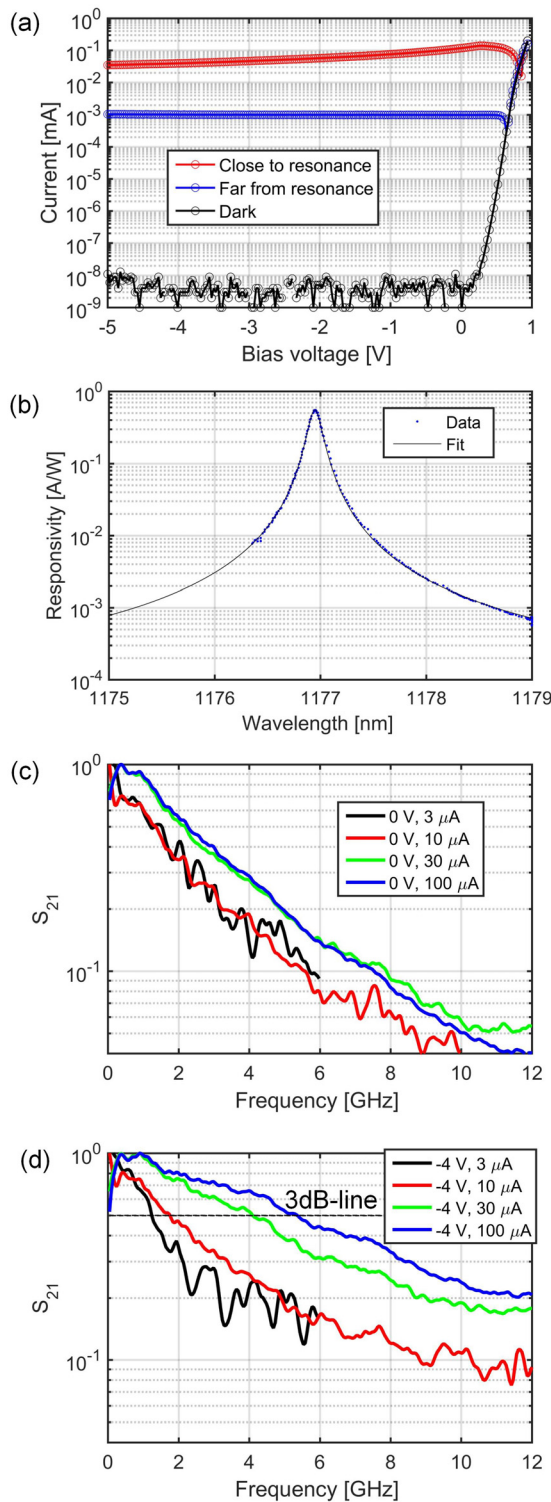 (a)
10^1
10^0
10^-1
10^-2
10^-3
10^-4
10^-5
10^-6
10^-7
10^-8
10^-9
Current [mA]
Close to resonance
Far from resonance
Dark
-5 -4 -3 -2 -1 0 1
Bias voltage [V]
(b)
10^0
10^-1
10^-2
10^-3
10^-4
Responsivity [A/W]
Data
Fit
1175 1176 1177 1178 1179
Wavelength [nm]
(c)
10^0
10^-1
S_21
0 V, 3 μA
0 V, 10 μA
0 V, 30 μA
0 V, 100 μA
0 2 4 6 8 10 12
Frequency [GHz]
(d)
10^0
10^-1
S_21
-4 V, 3 μA
-4 V, 10 μA
-4 V, 30 μA
-4 V, 100 μA
3dB-line
0 2 4 6 8 10 12
Frequency [GHz]